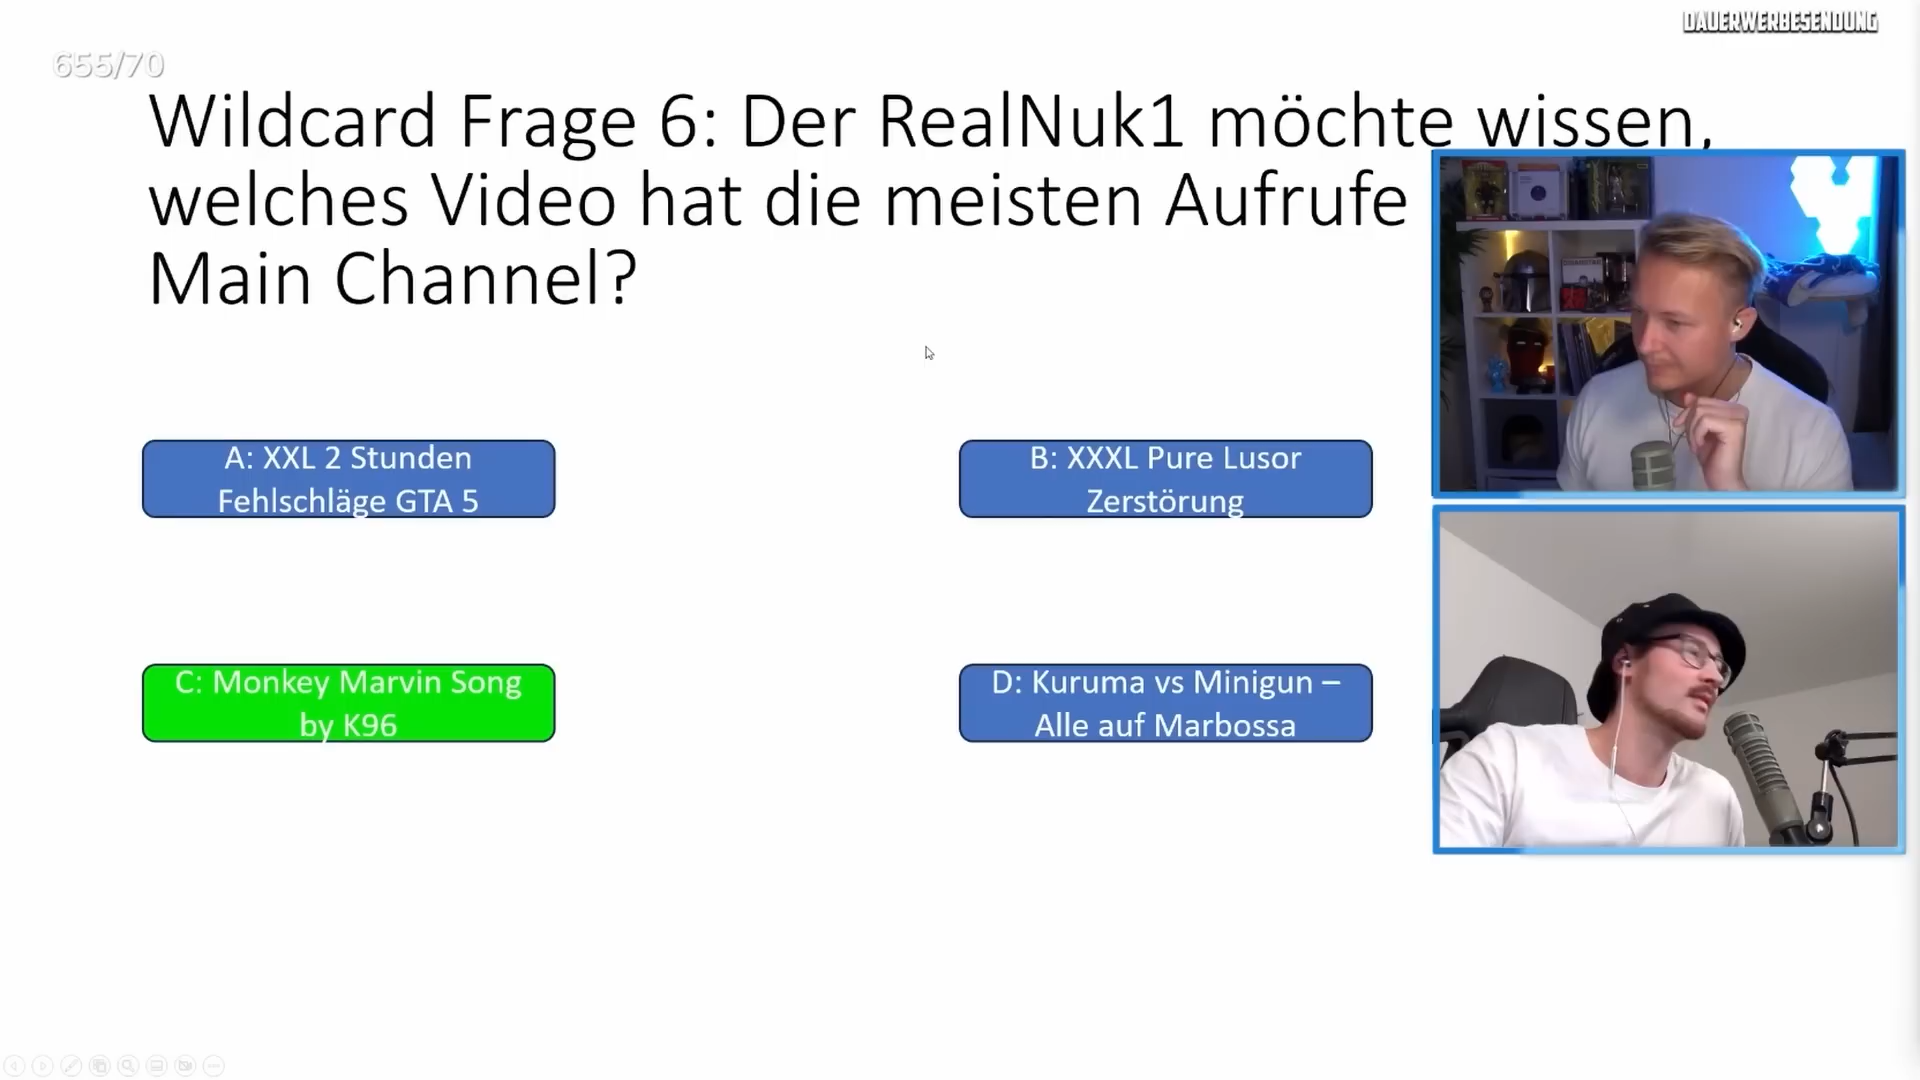 DAUERWERBESENDUNG
655/70
Wildcard Frage 6: Der RealNuk1 möchte wissen,
welches Video hat die meisten Aufrufe
Main Channel?
A: XXL 2 Stunden
Fehlschläge GTA 5
B: XXXL Pure Lusor
Zerstörung
C: Monkey Marvin Song
by K96
D: Kuruma vs Minigun –
Alle auf Marbossa